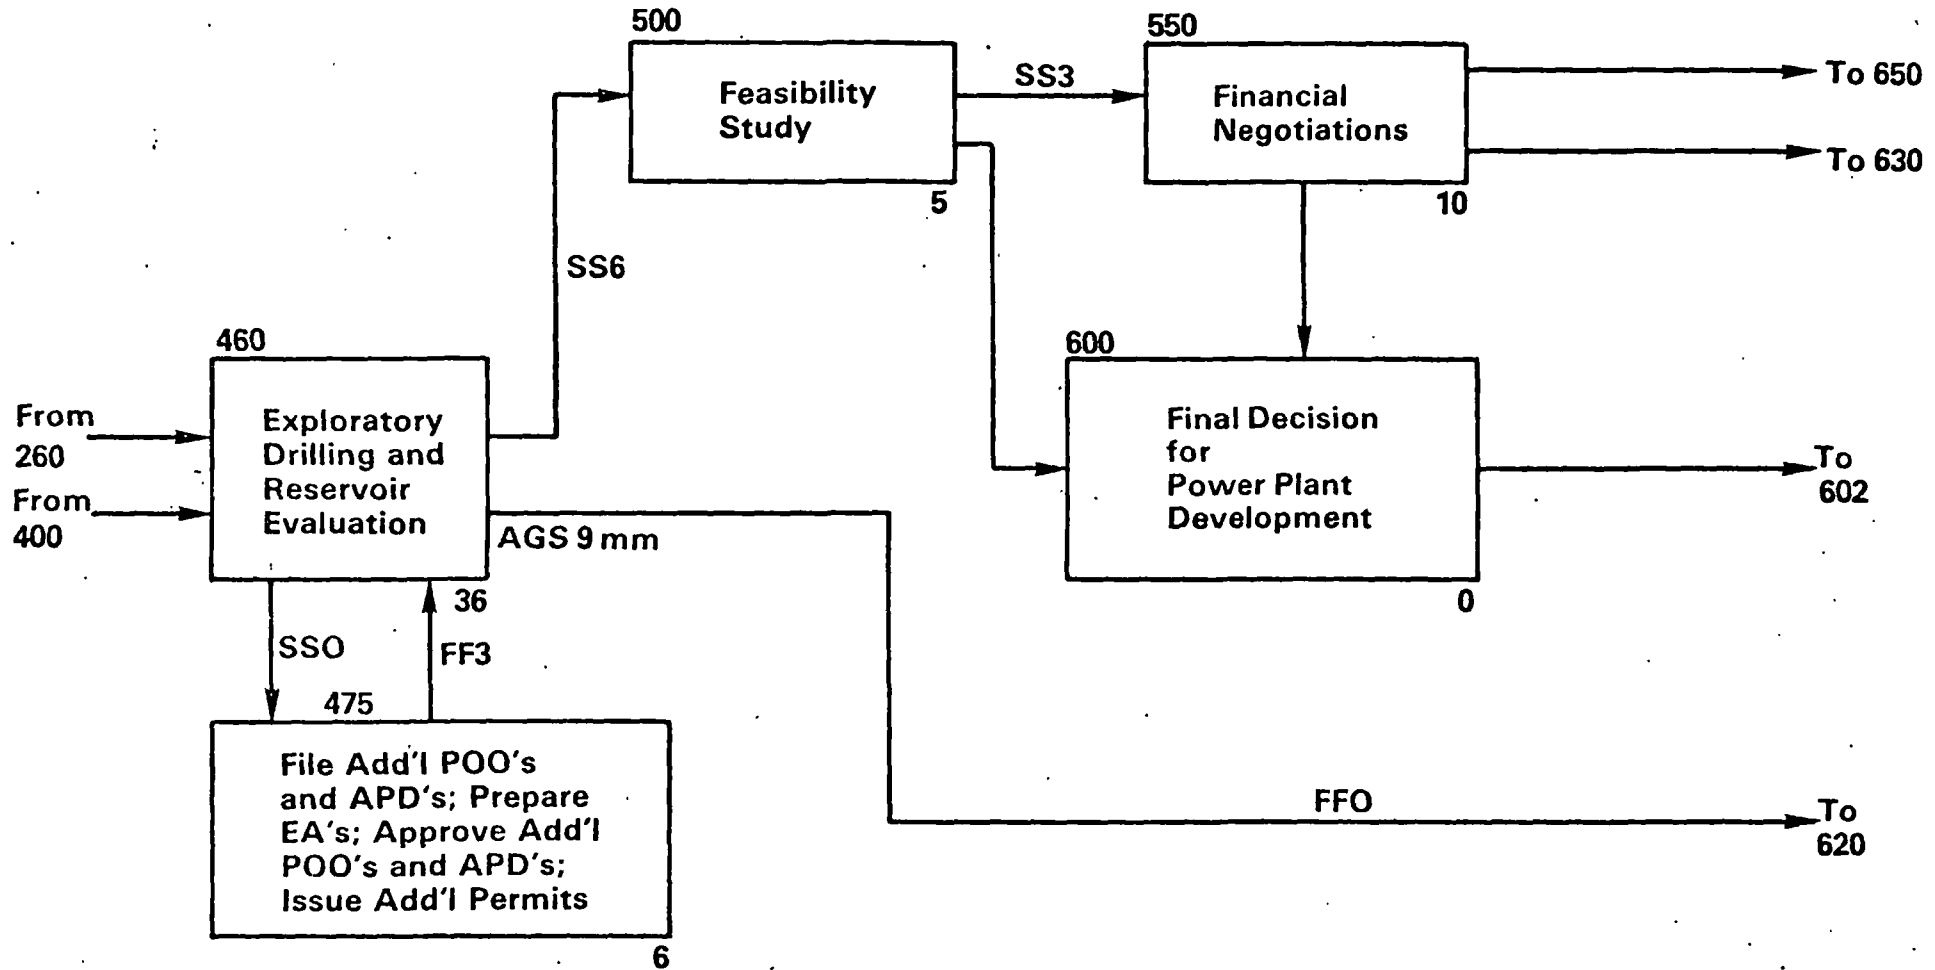 500
Feasibility
Study
5
SS3
550
Financial
Negotiations
10
To 650
To 630
SS6
460
Exploratory
Drilling and
Reservoir
Evaluation
36
From
260
From
400
AGS 9 mm
600
Final Decision
for
Power Plant
Development
0
To
602
SSO
FF3
475
File Add'l POO's
and APD's; Prepare
EA's; Approve Add'l
POO's and APD's;
Issue Add'l Permits
6
FFO
To
620